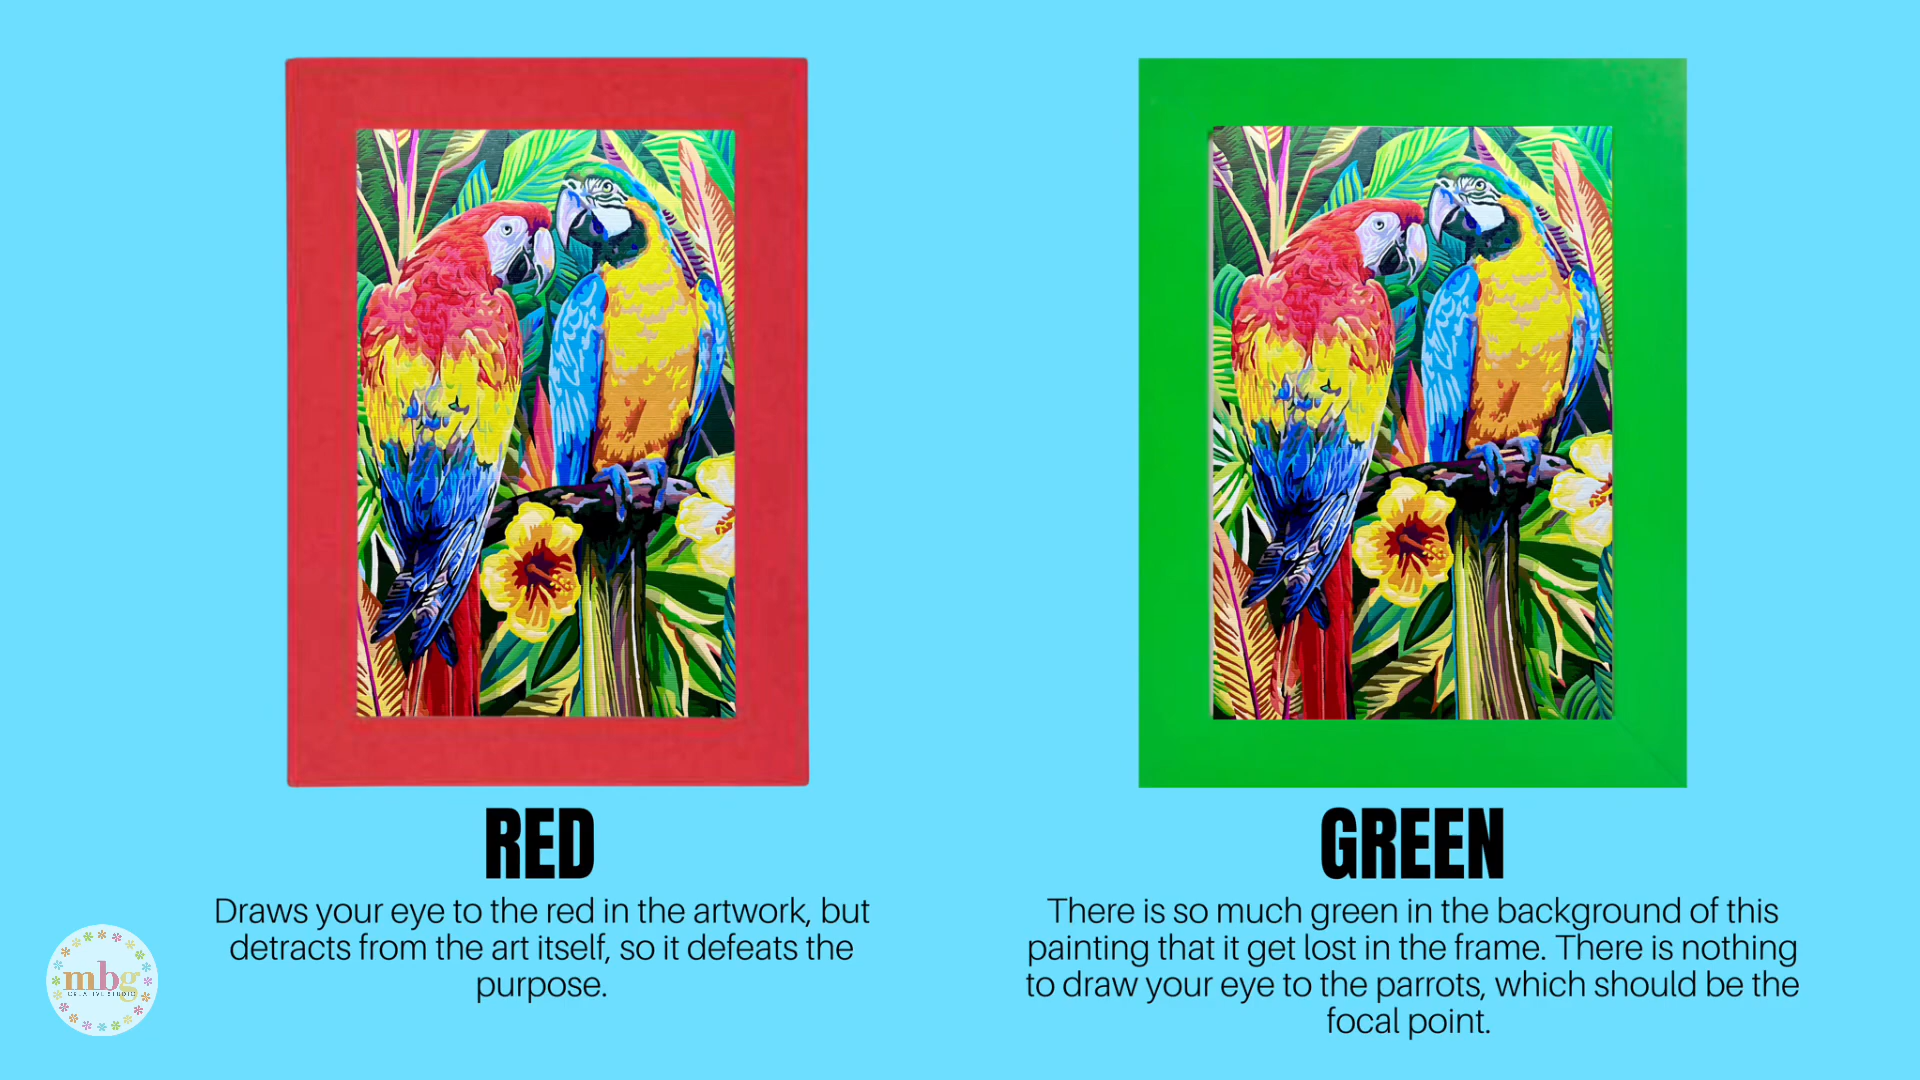 RED
Draws your eye to the red in the artwork, but
detracts from the art itself, so it defeats the
purpose.
GREEN
There is so much green in the background of this
painting that it get lost in the frame. There is nothing
to draw your eye to the parrots, which should be the
focal point.
mbg
CREATIVE STUDIO